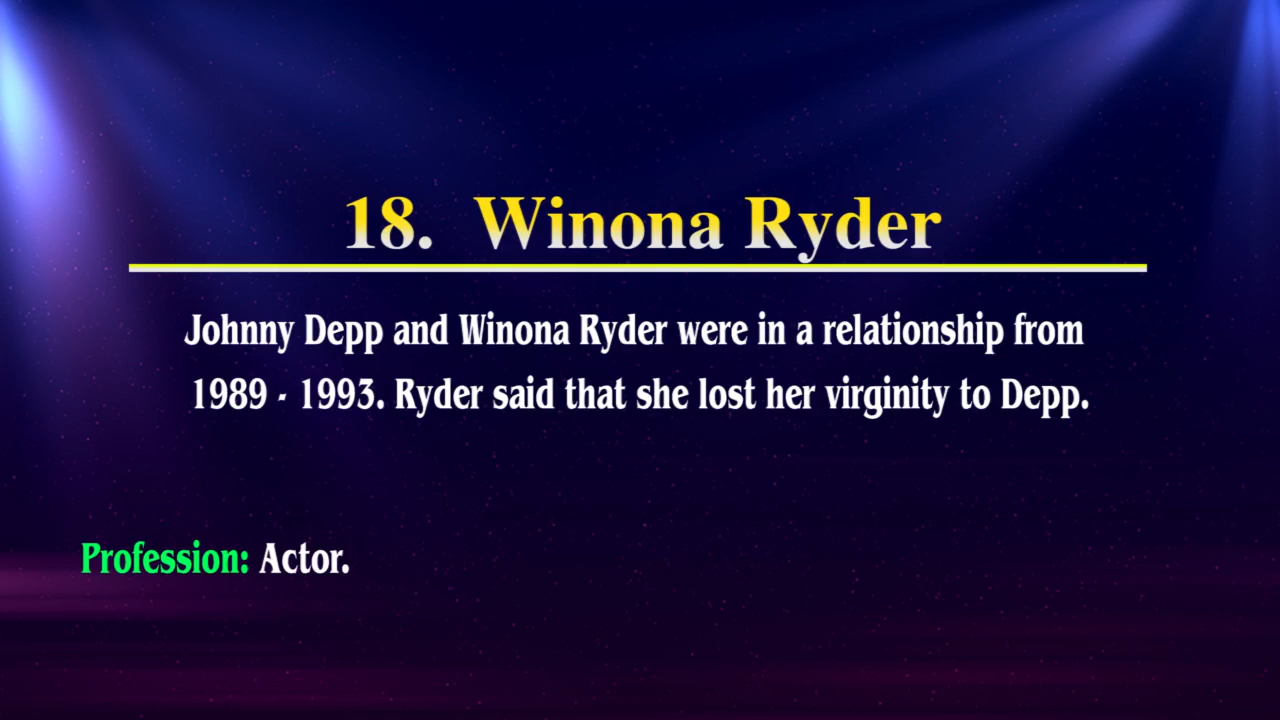 18. Winona Ryder
Johnny Depp and Winona Ryder were in a relationship from
1989 - 1993. Ryder said that she lost her virginity to Depp.
Profession: Actor.